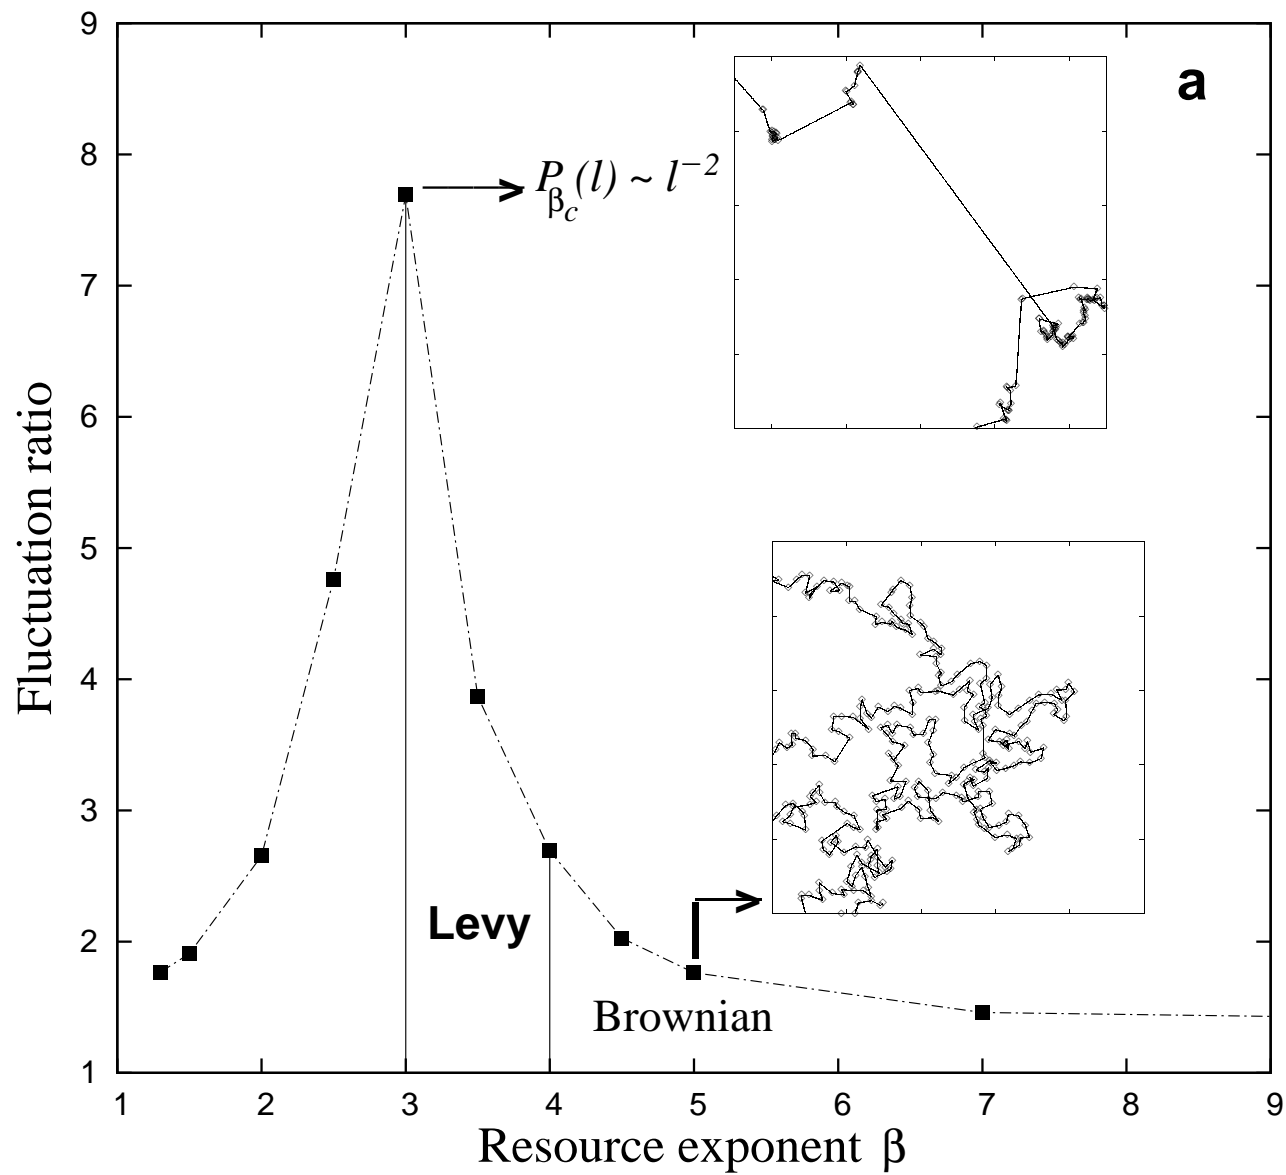 9
a
8
P_{β_c}(l) ~ l^{−2}
7
6
5
4
3
2
1
Fluctuation ratio
Levy
Brownian
1 2 3 4 5 6 7 8 9
Resource exponent β